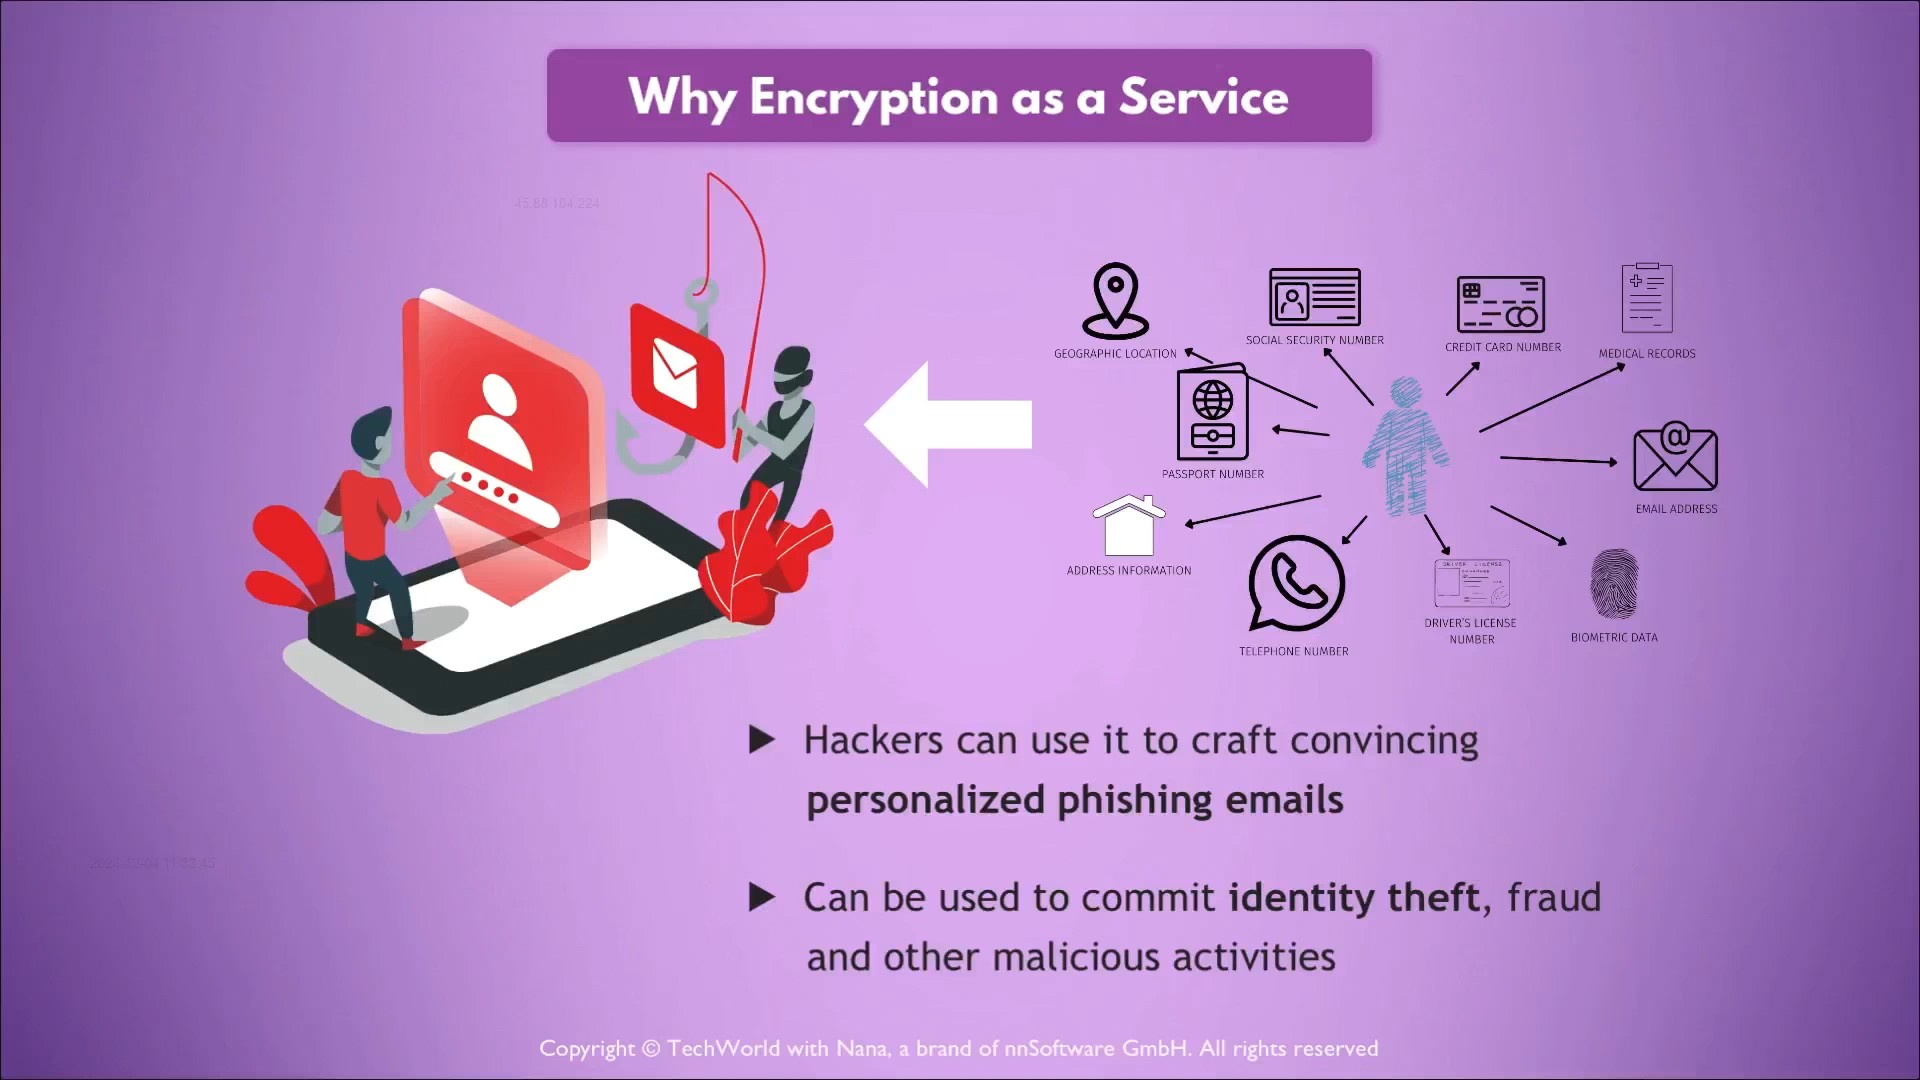 Why Encryption as a Service
45.88.104.224
GEOGRAPHIC LOCATION
SOCIAL SECURITY NUMBER
CREDIT CARD NUMBER
MEDICAL RECORDS
PASSPORT NUMBER
@
EMAIL ADDRESS
ADDRESS INFORMATION
TELEPHONE NUMBER
DRIVER LICENSE
DRIVER'S LICENSE
NUMBER
BIOMETRIC DATA
▶ Hackers can use it to craft convincing
personalized phishing emails
▶ Can be used to commit identity theft, fraud
and other malicious activities
Copyright © TechWorld with Nana, a brand of nnSoftware GmbH. All rights reserved